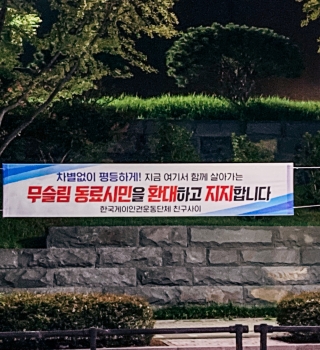 차별없이 평등하게! 지금 여기서 함께 살아가는
무슬림 동료시민을 환대하고 지지합니다
한국게이인권운동단체 친구사이